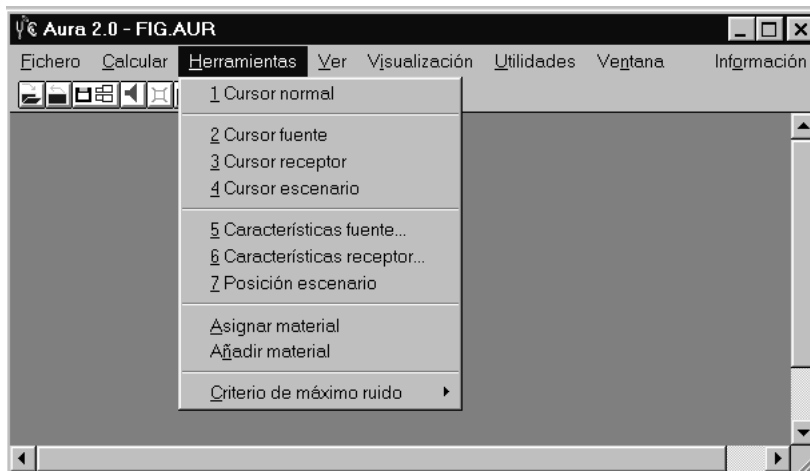 Aura 2.0 - FIG.AUR
Fichero Calcular Herramientas Ver Visualización Utilidades Ventana Información
1 Cursor normal
2 Cursor fuente
3 Cursor receptor
4 Cursor escenario
5 Características fuente...
6 Características receptor...
7 Posición escenario
Asignar material
Añadir material
Criterio de máximo ruido